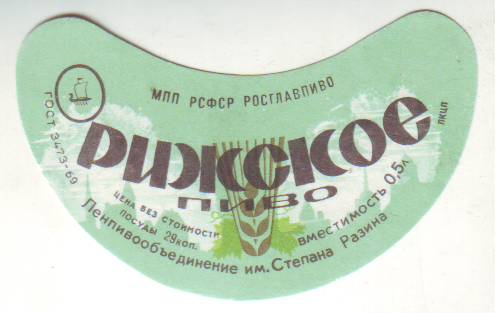 МПП РСФСР РОСГЛАВПИВО
ГОСТ 3473-69
Рижское
ПИВО
ПКЦП
ЦЕНА БЕЗ СТОИМОСТИ
ПОСУДЫ 29коп.
вместимость 0,5л
Ленпивообъединение им. Степана Разина